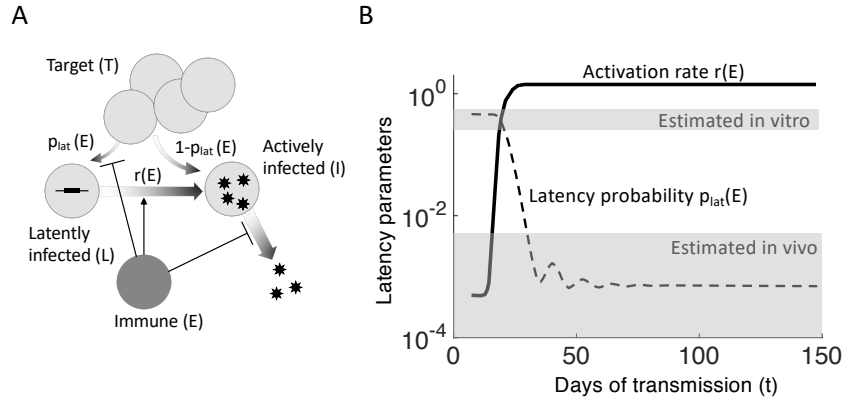 A
Target (T)
p_lat (E)
1-p_lat (E)
r(E)
Actively
infected (I)
Latently
infected (L)
Immune (E)
B
Latency parameters
10^0
10^-2
10^-4
Activation rate r(E)
Estimated in vitro
Latency probability p_lat(E)
Estimated in vivo
0
50
100
150
Days of transmission (t)